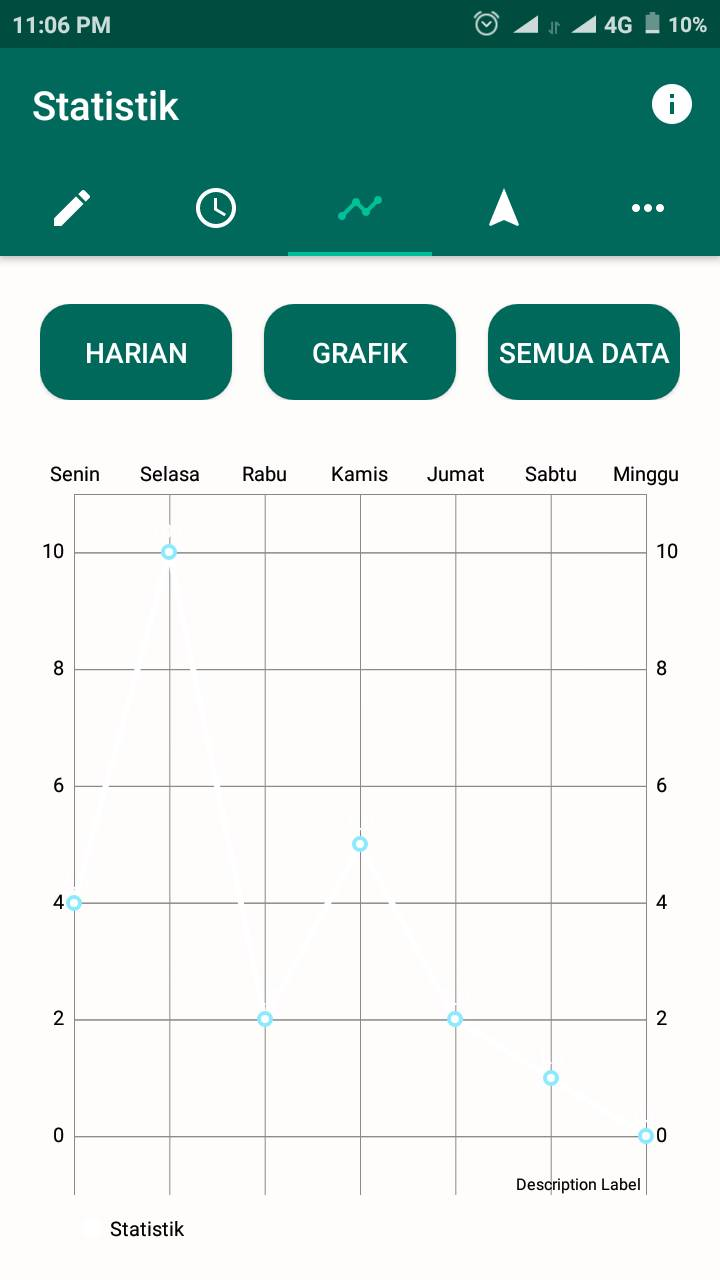 11:06 PM 4G 10%
Statistik
HARIAN GRAFIK SEMUA DATA
Senin Selasa Rabu Kamis Jumat Sabtu Minggu
10 10
8 8
6 6
4 4
2 2
0 0
Description Label
Statistik